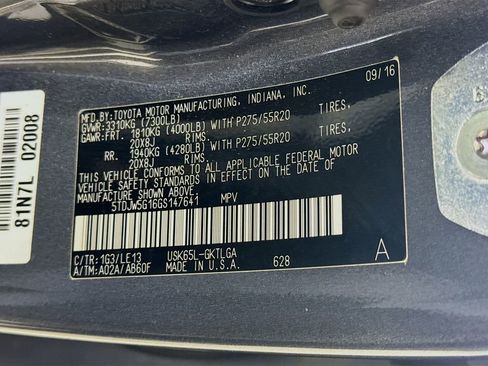 09/16
MFD.BY:TOYOTA MOTOR MANUFACTURING, INDIANA, INC.
GVWR:3310KG (7300LB)
GAWR:FRT. 1810KG (4000LB) WITH P275/55R20 TIRES,
20X8J RIMS.
RR. 1940KG (4280LB) WITH P275/55R20 TIRES,
20X8J RIMS.
THIS VEHICLE CONFORMS TO ALL APPLICABLE FEDERAL MOTOR
VEHICLE SAFETY STANDARDS IN EFFECT ON THE DATE OF
MANUFACTURE SHOWN ABOVE.
5TDJW5G16GS147641 MPV
C/TR:1G3/LE13 USK65L-GKTLGA
A/TM:A02A/AB60F MADE IN U.S.A. 628
A
81N7L 02008